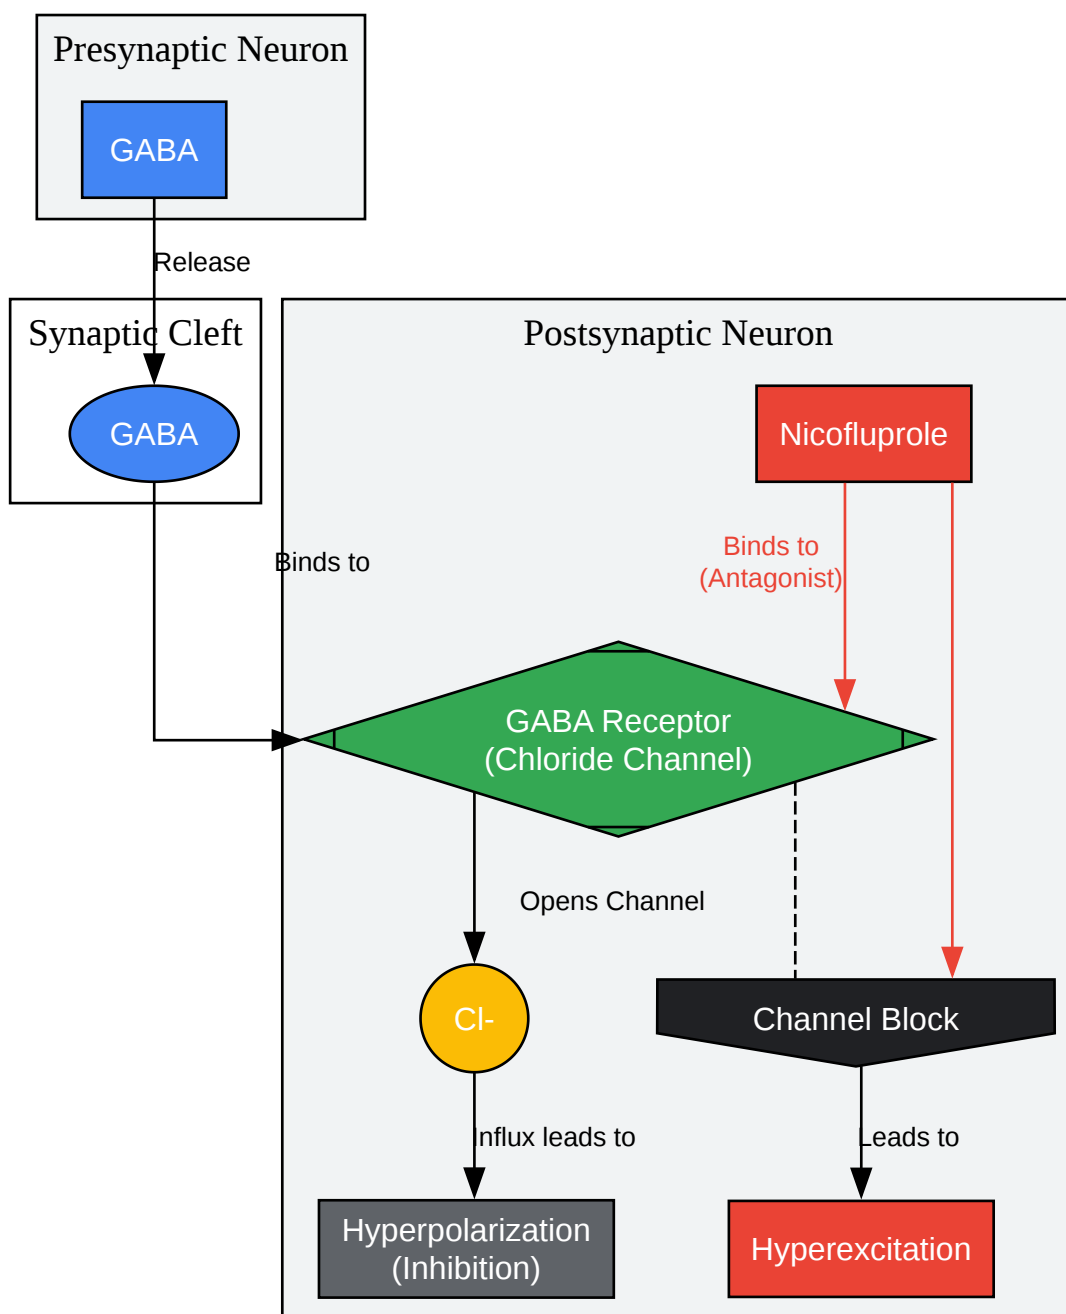 Presynaptic Neuron
GABA
Release
Synaptic Cleft
GABA
Postsynaptic Neuron
Nicofluprole
Binds to
Binds to
(Antagonist)
GABA Receptor
(Chloride Channel)
Opens Channel
Cl-
Channel Block
Influx leads to
Leads to
Hyperpolarization
(Inhibition)
Hyperexcitation